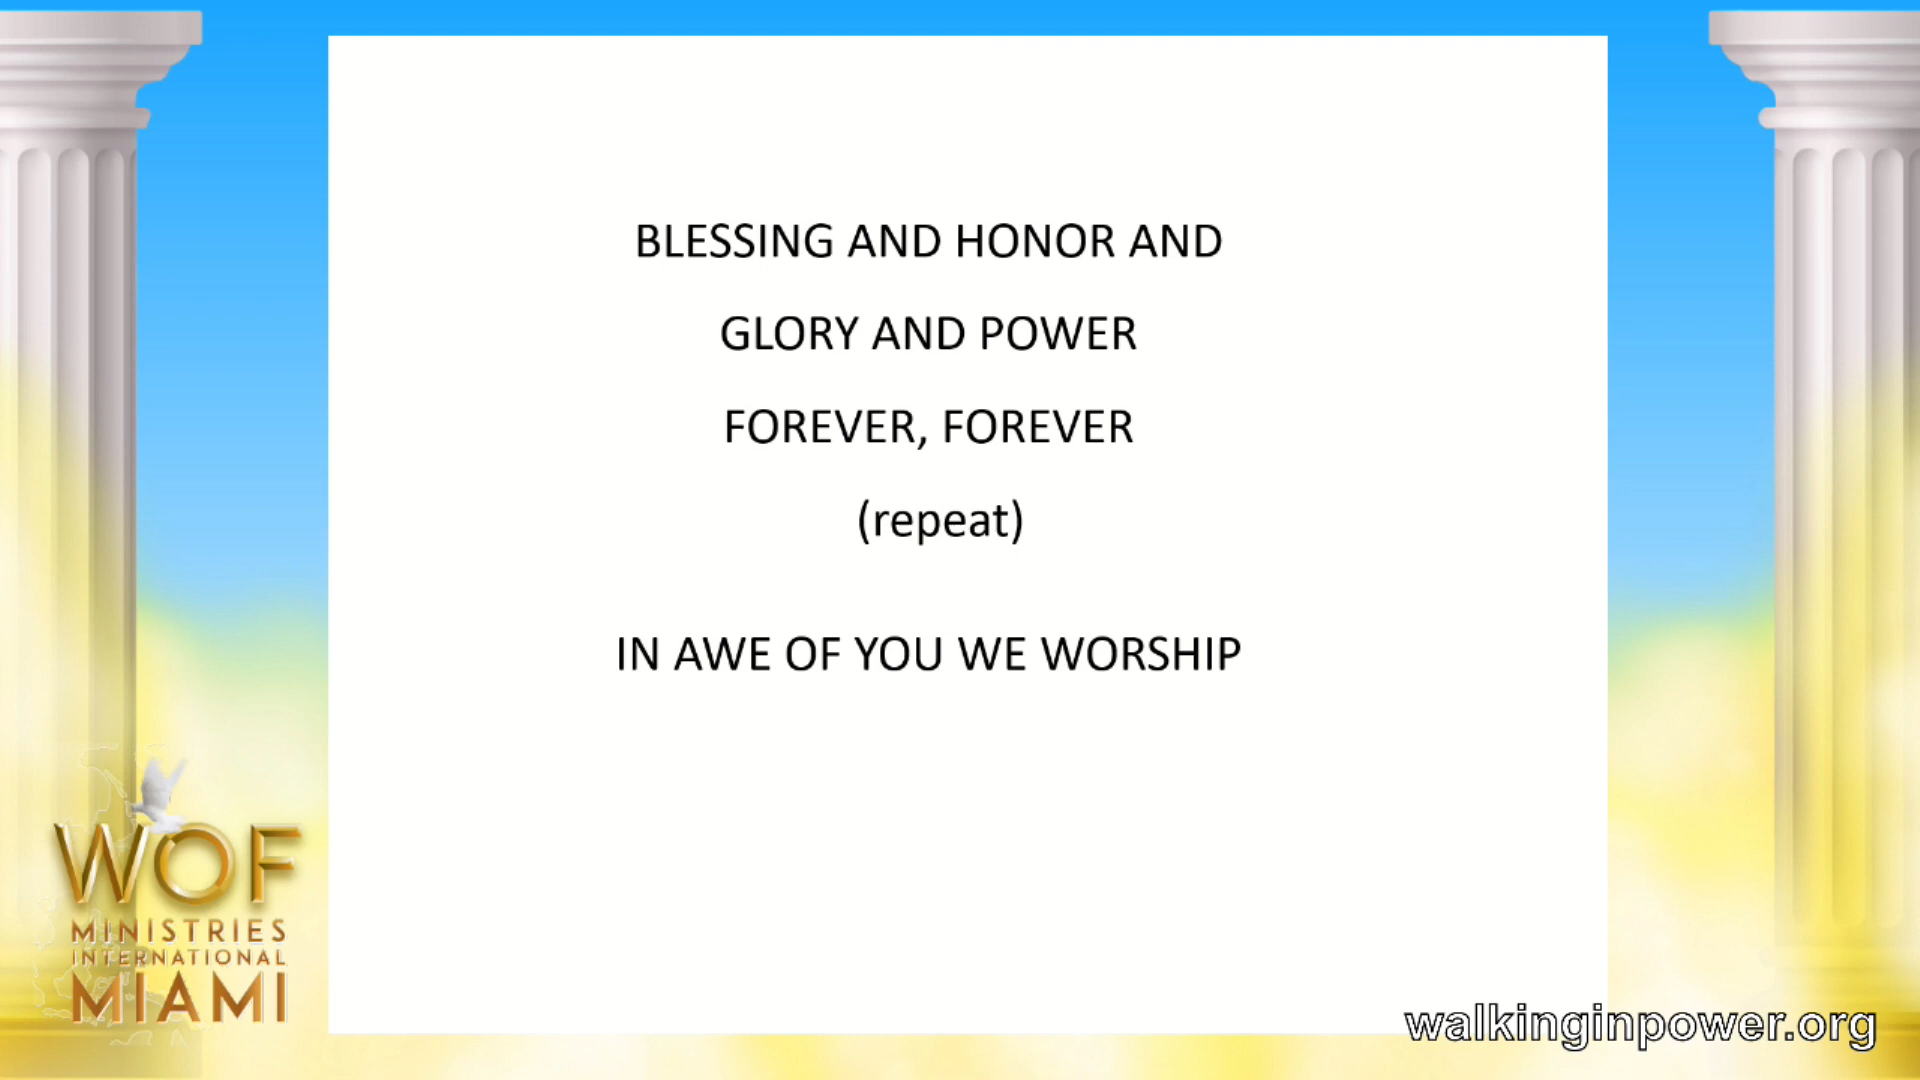 BLESSING AND HONOR AND
GLORY AND POWER
FOREVER, FOREVER
(repeat)
IN AWE OF YOU WE WORSHIP
WOF
MINISTRIES
INTERNATIONAL
MIAMI
walkinginpower.org